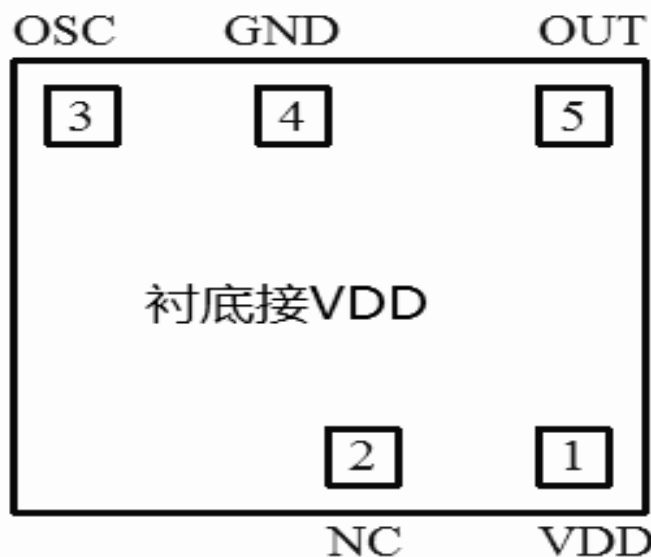 OSC GND OUT
3 4 5
衬底接VDD
2 1
NC VDD